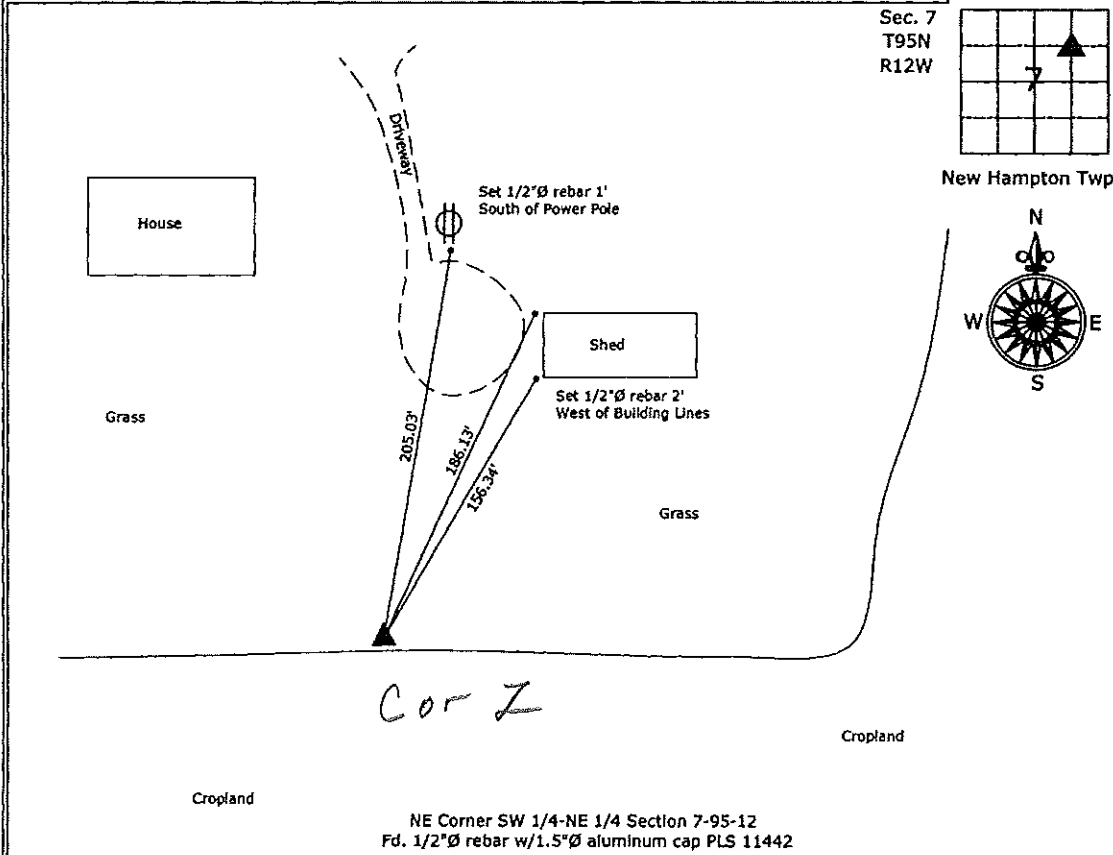 Sec. 7
T95N
R12W
7
New Hampton Twp
N
W
E
S
Driveway
House
Set 1/2"Ø rebar 1'
South of Power Pole
Shed
Set 1/2"Ø rebar 2'
West of Building Lines
Grass
205.03'
186.13'
156.34'
Grass
Cor Z
Cropland
Cropland
NE Corner SW 1/4-NE 1/4 Section 7-95-12
Fd. 1/2"Ø rebar w/1.5"Ø aluminum cap PLS 11442